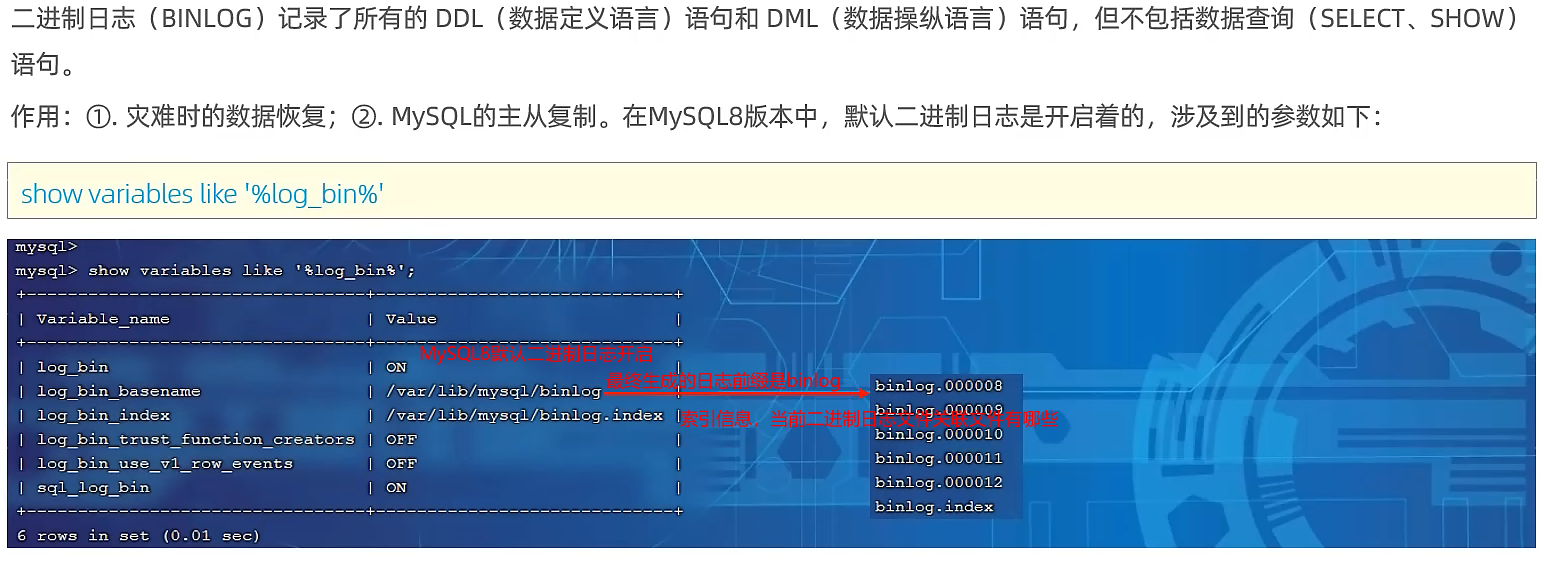 二进制日志（BINLOG）记录了所有的 DDL（数据定义语言）语句和 DML（数据操纵语言）语句，但不包括数据查询（SELECT、SHOW）
语句。
作用：①. 灾难时的数据恢复；②. MySQL的主从复制。在MySQL8版本中，默认二进制日志是开启着的，涉及到的参数如下：
show variables like '%log_bin%'
mysql>
mysql> show variables like '%log_bin%';
+---------------------------------+-----------------------------+
| Variable_name | Value |
+---------------------------------+-----------------------------+
MySQL8默认二进制日志开启
| log_bin | ON |
最终生成的日志前缀是binlog
| log_bin_basename | /var/lib/mysql/binlog |
| log_bin_index | /var/lib/mysql/binlog.index |
索引信息，当前二进制日志文件关联文件有哪些
| log_bin_trust_function_creators | OFF |
| log_bin_use_v1_row_events | OFF |
| sql_log_bin | ON |
+---------------------------------+-----------------------------+
6 rows in set (0.01 sec)
binlog.000008
binlog.000009
binlog.000010
binlog.000011
binlog.000012
binlog.index